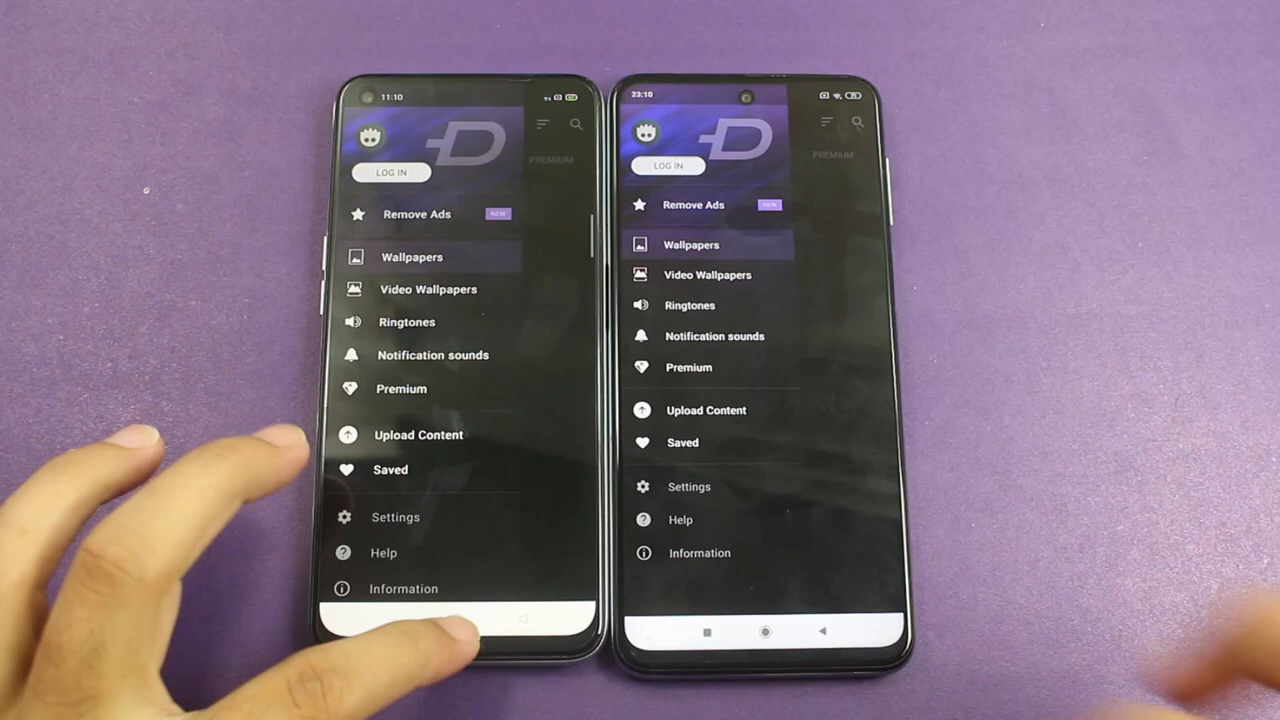 11:10
PREMIUM
LOG IN
Remove Ads NEW
Wallpapers
Video Wallpapers
Ringtones
Notification sounds
Premium
Upload Content
Saved
Settings
Help
Information
23:10
PREMIUM
LOG IN
Remove Ads NEW
Wallpapers
Video Wallpapers
Ringtones
Notification sounds
Premium
Upload Content
Saved
Settings
Help
Information